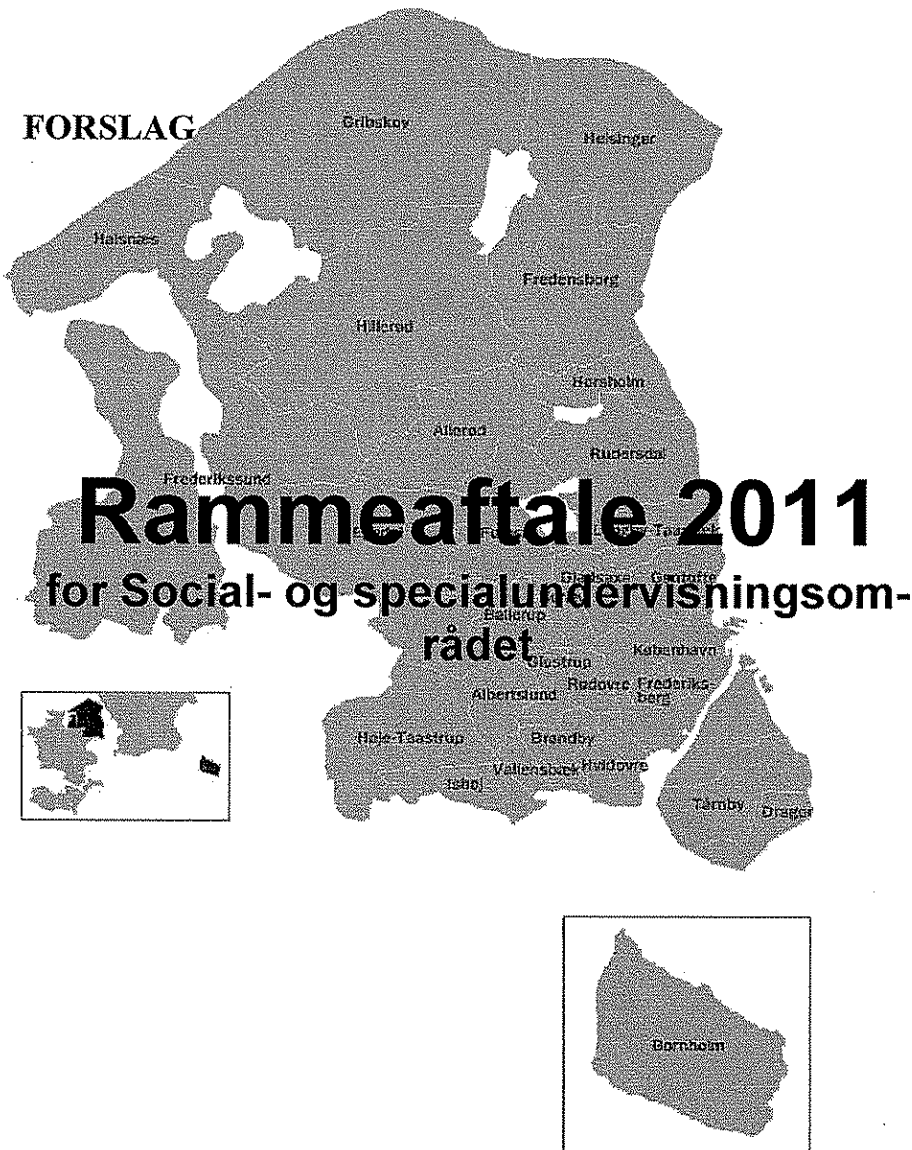 FORSLAG
Gribskov
Helsingør
Halsnæs
Fredensborg
Hillerød
Hørsholm
Allerød
Rudersdal
Frederikssund
Rammeaftale 2011
Gladsaxe Gentofte
for Social- og specialundervisningsom-
rådet
Ballerup
København
Glostrup
Albertslund
Rødovre
Frederiks-
berg
Høje-Taastrup
Brøndby
Vallensbæk
Hvidovre
Ishøj
Tårnby
Dragør
Bornholm